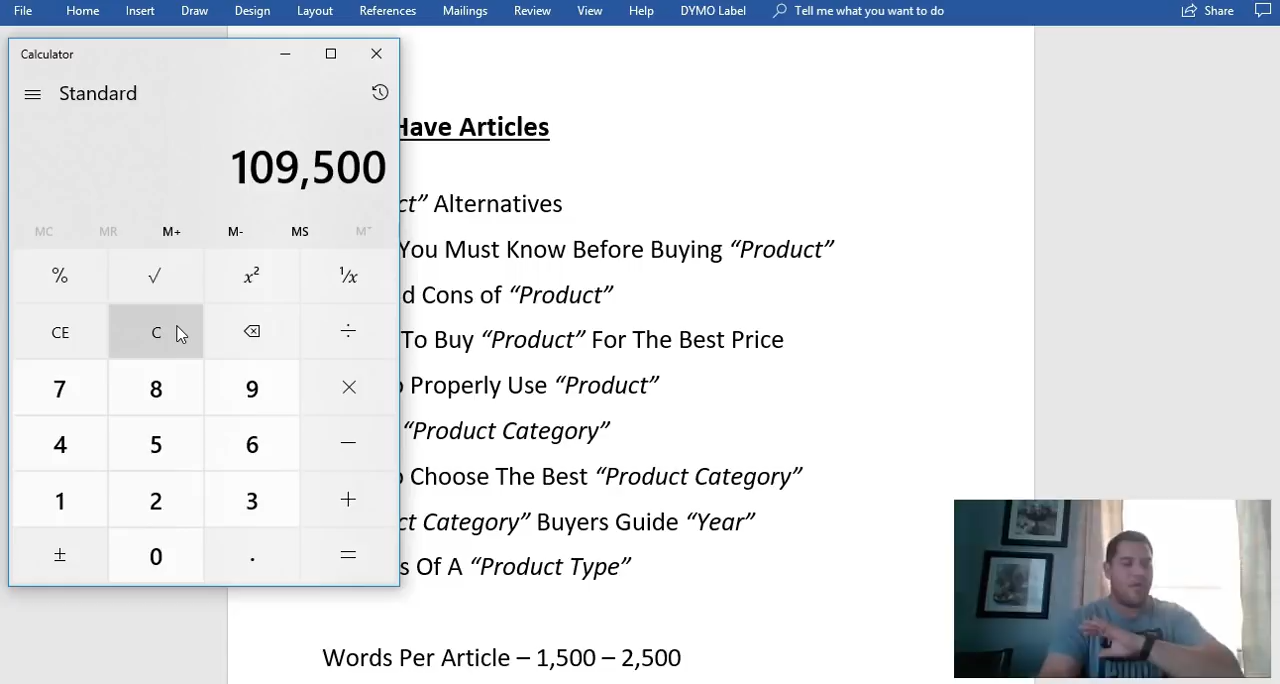 File Home Insert Draw Design Layout References Mailings Review View Help DYMO Label Tell me what you want to do Share
Calculator
Standard
109,500
MC MR M+ M- MS M
% √ x² ¹/x
CE C ÷
7 8 9 ×
4 5 6 −
1 2 3 +
± 0 . =
Have Articles
ct” Alternatives
You Must Know Before Buying “Product”
d Cons of “Product”
To Buy “Product” For The Best Price
o Properly Use “Product”
“Product Category”
o Choose The Best “Product Category”
ct Category” Buyers Guide “Year”
s Of A “Product Type”
Words Per Article – 1,500 – 2,500